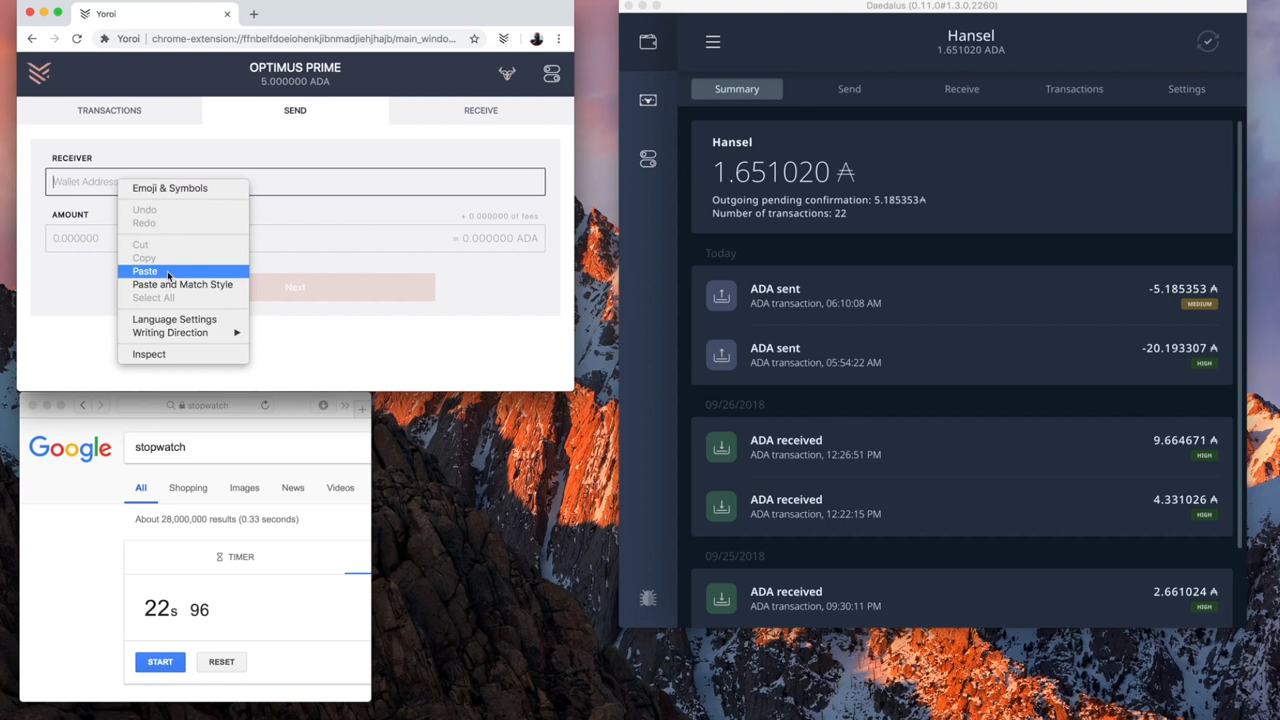 Yoroi
Yoroi
chrome-extension://ffnbelfdoeiohenkjibnmadjiehjhajb/main_windo...
OPTIMUS PRIME
5.000000 ADA
TRANSACTIONS
SEND
RECEIVE
RECEIVER
Wallet Address
AMOUNT
+ 0.000000 of fees
0.000000
= 0.000000 ADA
Next
Emoji & Symbols
Undo
Redo
Cut
Copy
Paste
Paste and Match Style
Select All
Language Settings
Writing Direction
Inspect
stopwatch
Google
stopwatch
All
Shopping
Images
News
Videos
About 28,000,000 results (0.33 seconds)
TIMER
22s 96
START
RESET
Daedalus (0.11.0#1.3.0.2260)
Hansel
1.651020 ADA
Summary
Send
Receive
Transactions
Settings
Hansel
1.651020 ₳
Outgoing pending confirmation: 5.185353₳
Number of transactions: 22
Today
ADA sent
-5.185353 ₳
ADA transaction, 06:10:08 AM
MEDIUM
ADA sent
-20.193307 ₳
ADA transaction, 05:54:22 AM
HIGH
09/26/2018
ADA received
9.664671 ₳
ADA transaction, 12:26:51 PM
HIGH
ADA received
4.331026 ₳
ADA transaction, 12:22:15 PM
HIGH
09/25/2018
ADA received
2.661024 ₳
ADA transaction, 09:30:11 PM
HIGH